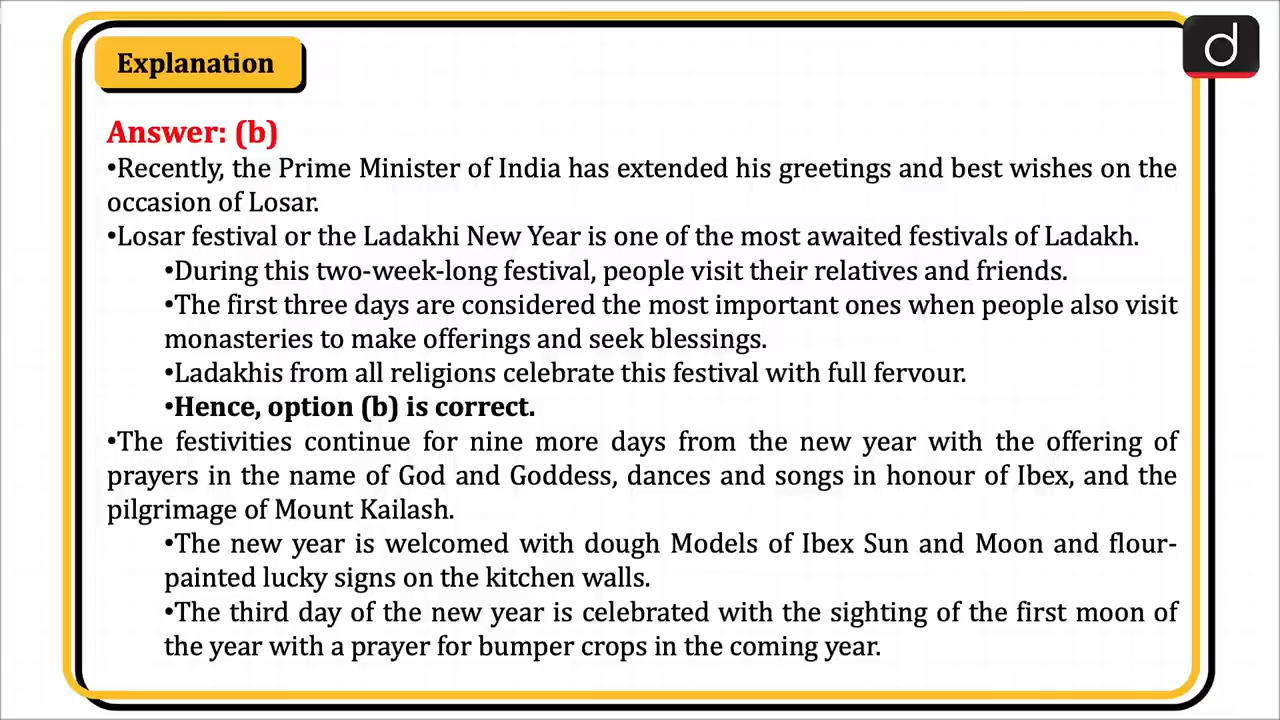 Explanation
d
Answer: (b)
•Recently, the Prime Minister of India has extended his greetings and best wishes on the
occasion of Losar.
•Losar festival or the Ladakhi New Year is one of the most awaited festivals of Ladakh.
•During this two-week-long festival, people visit their relatives and friends.
•The first three days are considered the most important ones when people also visit
monasteries to make offerings and seek blessings.
•Ladakhis from all religions celebrate this festival with full fervour.
•Hence, option (b) is correct.
•The festivities continue for nine more days from the new year with the offering of
prayers in the name of God and Goddess, dances and songs in honour of Ibex, and the
pilgrimage of Mount Kailash.
•The new year is welcomed with dough Models of Ibex Sun and Moon and flour-
painted lucky signs on the kitchen walls.
•The third day of the new year is celebrated with the sighting of the first moon of
the year with a prayer for bumper crops in the coming year.